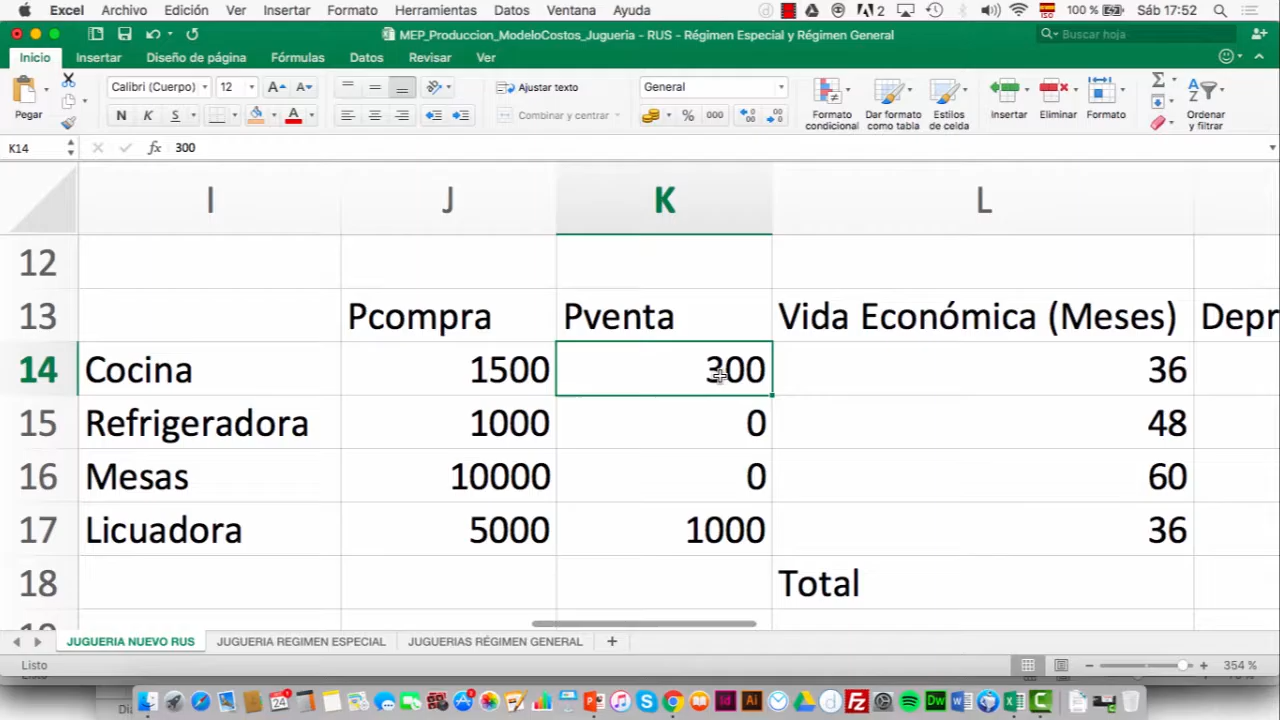 Excel Archivo Edición Ver Insertar Formato Herramientas Datos Ventana Ayuda 2 ISO 100 % Sáb 17:52
MEP_Produccion_ModeloCostos_Jugueria - RUS - Régimen Especial y Régimen General Buscar hoja
Inicio Insertar Diseño de página Fórmulas Datos Revisar Ver
Calibri (Cuerpo) 12 A A Ajustar texto General
Pegar N K S A Combinar y centrar % 000 Formato condicional Dar formato como tabla Estilos de celda Insertar Eliminar Formato Ordenar y filtrar
K14 fx 300
I J K L
12
13 Pcompra Pventa Vida Económica (Meses) Depr
14 Cocina 1500 300 36
15 Refrigeradora 1000 0 48
16 Mesas 10000 0 60
17 Licuadora 5000 1000 36
18 Total
JUGUERIA NUEVO RUS JUGUERIA REGIMEN ESPECIAL JUGUERIAS RÉGIMEN GENERAL +
Listo 354 %